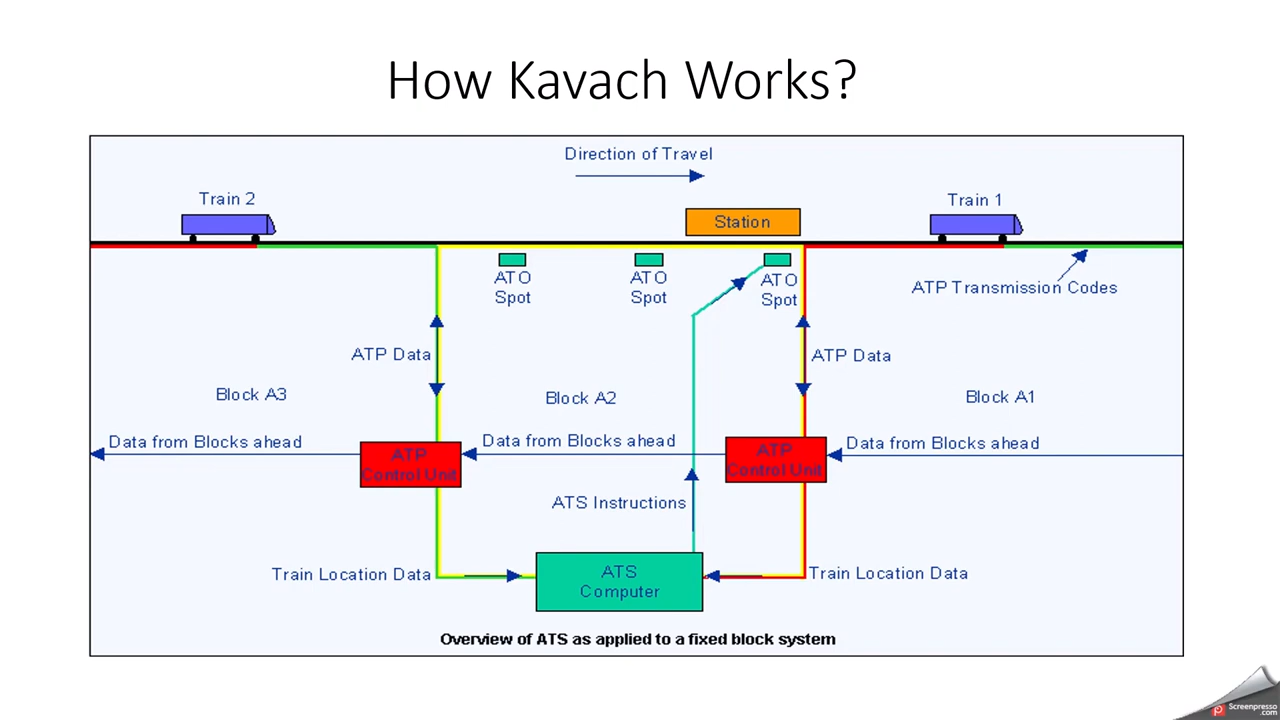 How Kavach Works?
Direction of Travel
Train 2
Train 1
Station
ATO
Spot
ATO
Spot
ATO
Spot
ATP Transmission Codes
ATP Data
ATP Data
Block A3
Block A2
Block A1
Data from Blocks ahead
Data from Blocks ahead
Data from Blocks ahead
ATP
Control Unit
ATP
Control Unit
ATS Instructions
Train Location Data
ATS
Computer
Train Location Data
Overview of ATS as applied to a fixed block system
Screenpresso
.com